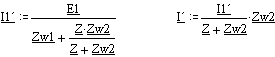 I1´ := E1 / (Zw1 + (Z·Zw2) / (Z + Zw2))
I´ := I1´ / (Z + Zw2) · Zw2